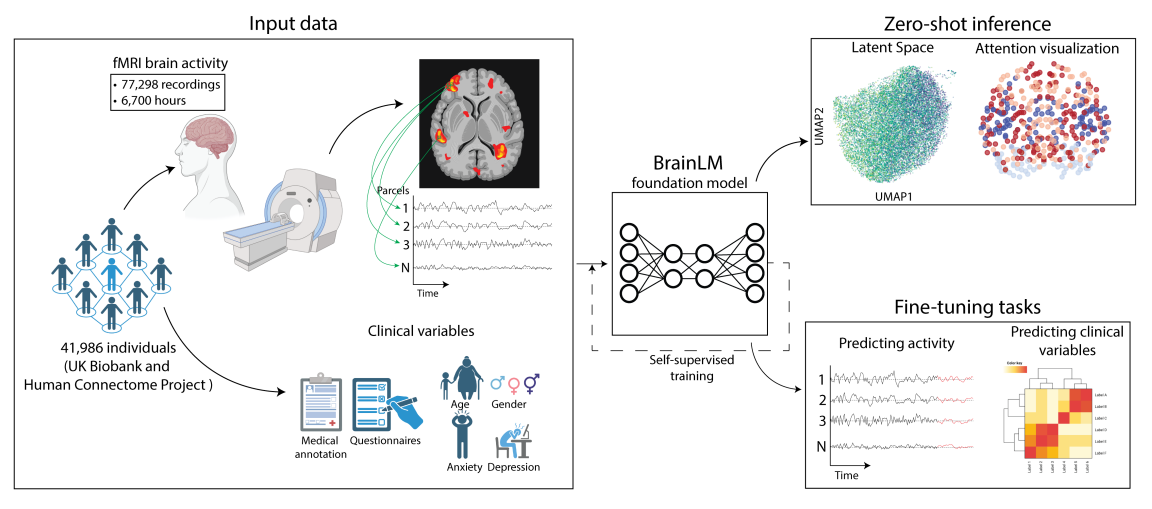 Input data
fMRI brain activity
• 77,298 recordings
• 6,700 hours
Parcels
1
2
3
N
Time
41,986 individuals
(UK Biobank and
Human Connectome Project )
Clinical variables
Medical
annotation
Questionnaires
Age
Gender
Anxiety
Depression
BrainLM
foundation model
Self-supervised
training
Zero-shot inference
Latent Space
Attention visualization
UMAP2
UMAP1
Fine-tuning tasks
Predicting activity
1
2
3
N
Time
Predicting clinical
variables
Color key